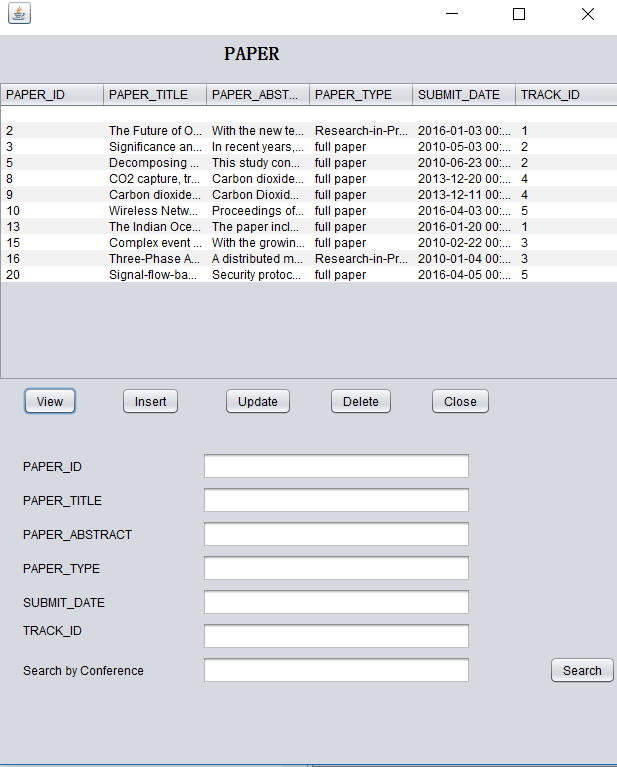 PAPER
PAPER_ID PAPER_TITLE PAPER_ABST... PAPER_TYPE SUBMIT_DATE TRACK_ID
2 The Future of O... With the new te... Research-in-Pr... 2016-01-03 00:... 1
3 Significance an... In recent years,... full paper 2010-05-03 00:... 2
5 Decomposing ... This study con... full paper 2010-06-23 00:... 2
8 CO2 capture, tr... Carbon dioxide... full paper 2013-12-20 00:... 4
9 Carbon dioxide... Carbon Dioxid... full paper 2013-12-11 00:... 4
10 Wireless Netw... Proceedings of... full paper 2016-04-03 00:... 5
13 The Indian Oce... The paper incl... full paper 2016-01-20 00:... 1
15 Complex event ... With the growin... full paper 2010-02-22 00:... 3
16 Three-Phase A... A distributed m... Research-in-Pr... 2010-01-04 00:... 3
20 Signal-flow-ba... Security protoc... full paper 2016-04-05 00:... 5
View Insert Update Delete Close
PAPER_ID
PAPER_TITLE
PAPER_ABSTRACT
PAPER_TYPE
SUBMIT_DATE
TRACK_ID
Search by Conference Search